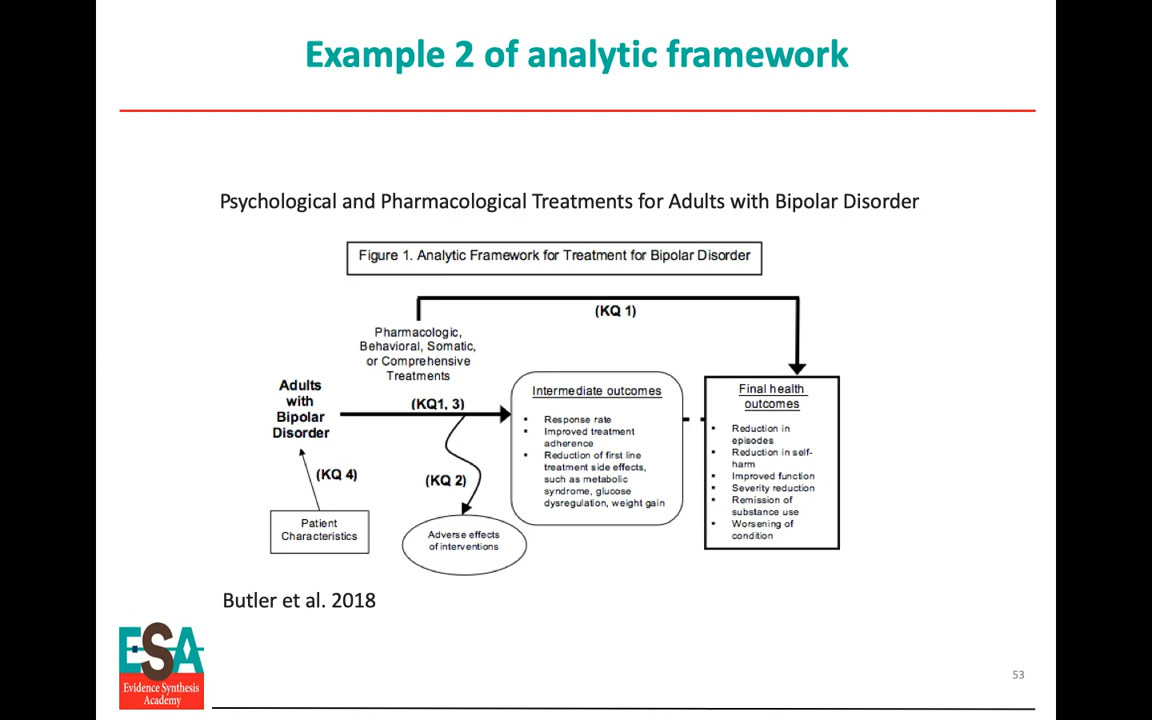 Example 2 of analytic framework
Psychological and Pharmacological Treatments for Adults with Bipolar Disorder
Figure 1. Analytic Framework for Treatment for Bipolar Disorder
(KQ 1)
Pharmacologic,
Behavioral, Somatic,
or Comprehensive
Treatments
(KQ1, 3)
Adults
with
Bipolar
Disorder
(KQ 4)
Patient
Characteristics
(KQ 2)
Adverse effects
of interventions
Intermediate outcomes
▪ Response rate
▪ Improved treatment
adherence
▪ Reduction of first line
treatment side effects,
such as metabolic
syndrome, glucose
dysregulation, weight gain
Final health
outcomes
▪ Reduction in
episodes
▪ Reduction in self-
harm
▪ Improved function
▪ Severity reduction
▪ Remission of
substance use
▪ Worsening of
condition
Butler et al. 2018
ESA
Evidence Synthesis
Academy
53